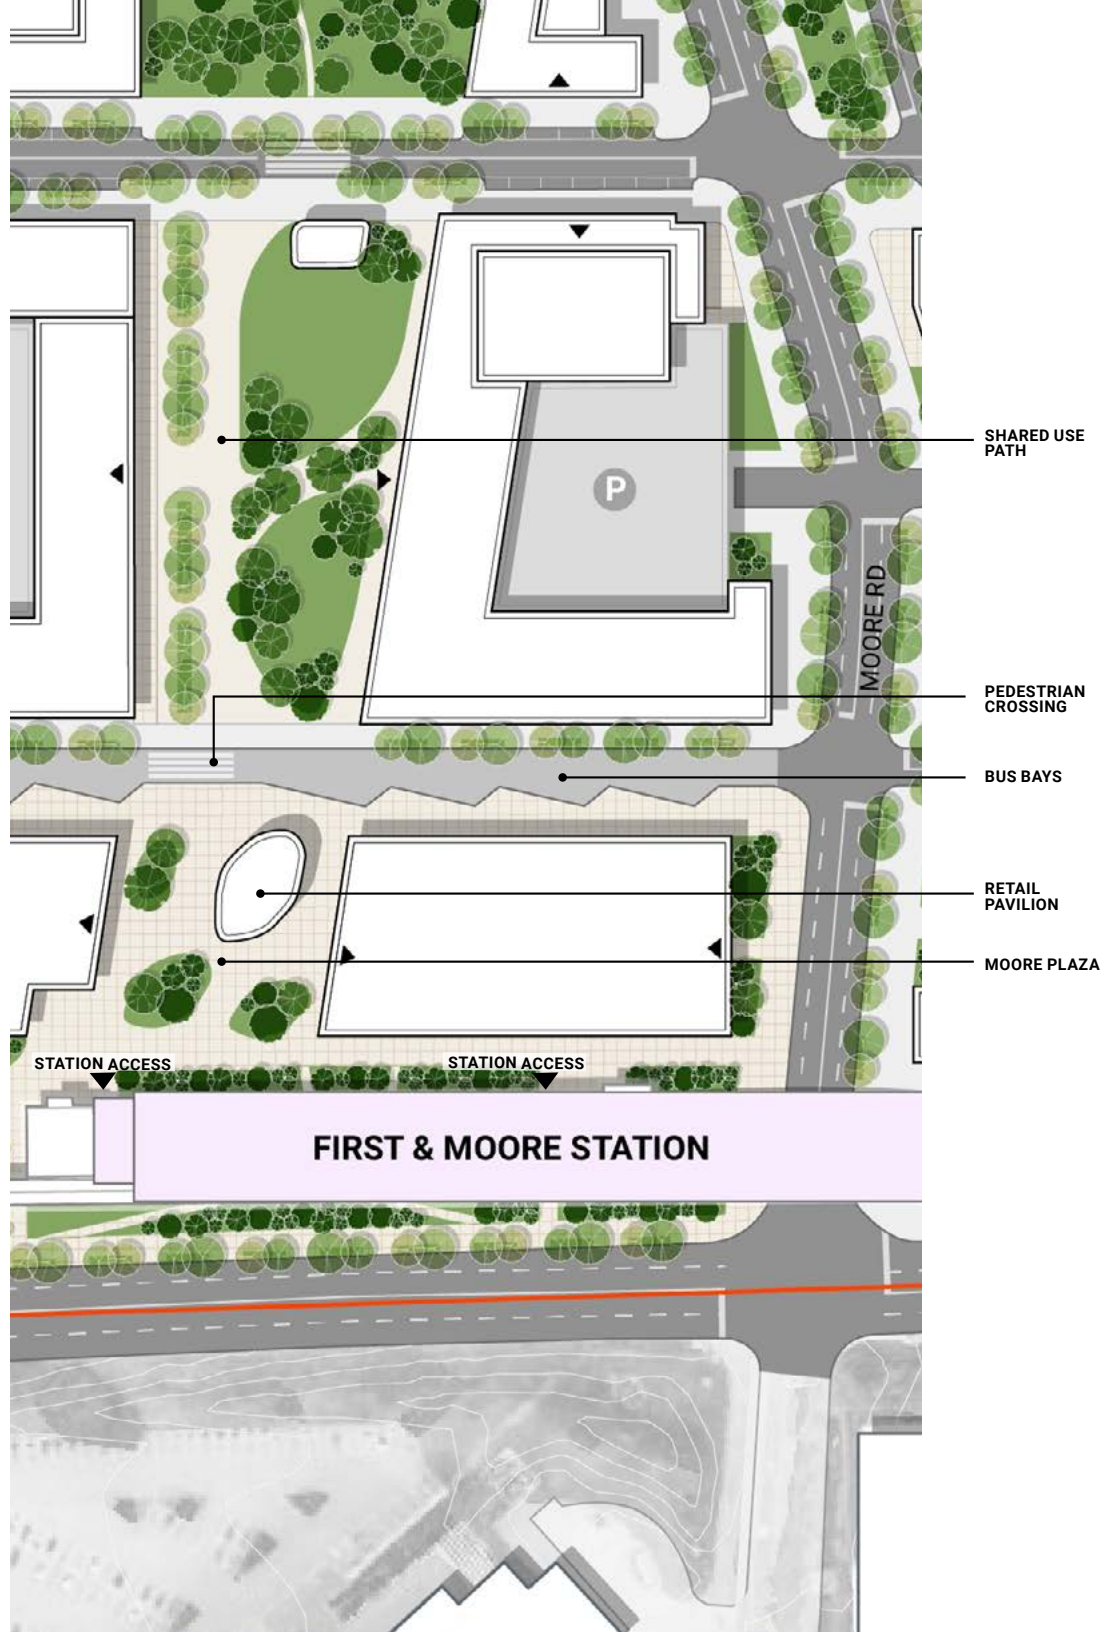 SHARED USE
PATH
P
MOORE RD
PEDESTRIAN
CROSSING
BUS BAYS
RETAIL
PAVILION
MOORE PLAZA
STATION ACCESS
STATION ACCESS
FIRST & MOORE STATION